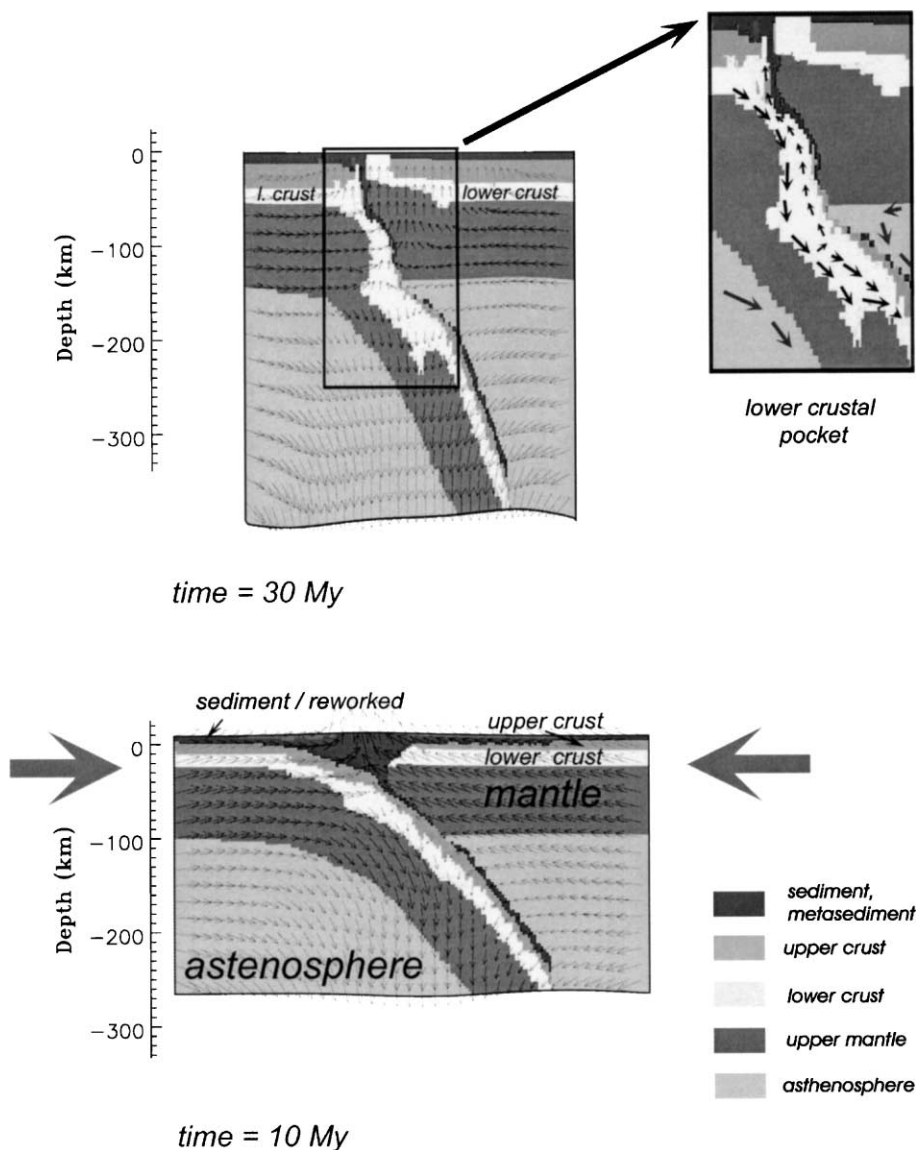 0
-100
-200
-300
Depth (km)
l. crust
lower crust
lower crustal
pocket
time = 30 My
sediment / reworked
upper crust
lower crust
mantle
astenosphere
0
-100
-200
-300
Depth (km)
sediment,
metasediment
upper crust
lower crust
upper mantle
asthenosphere
time = 10 My